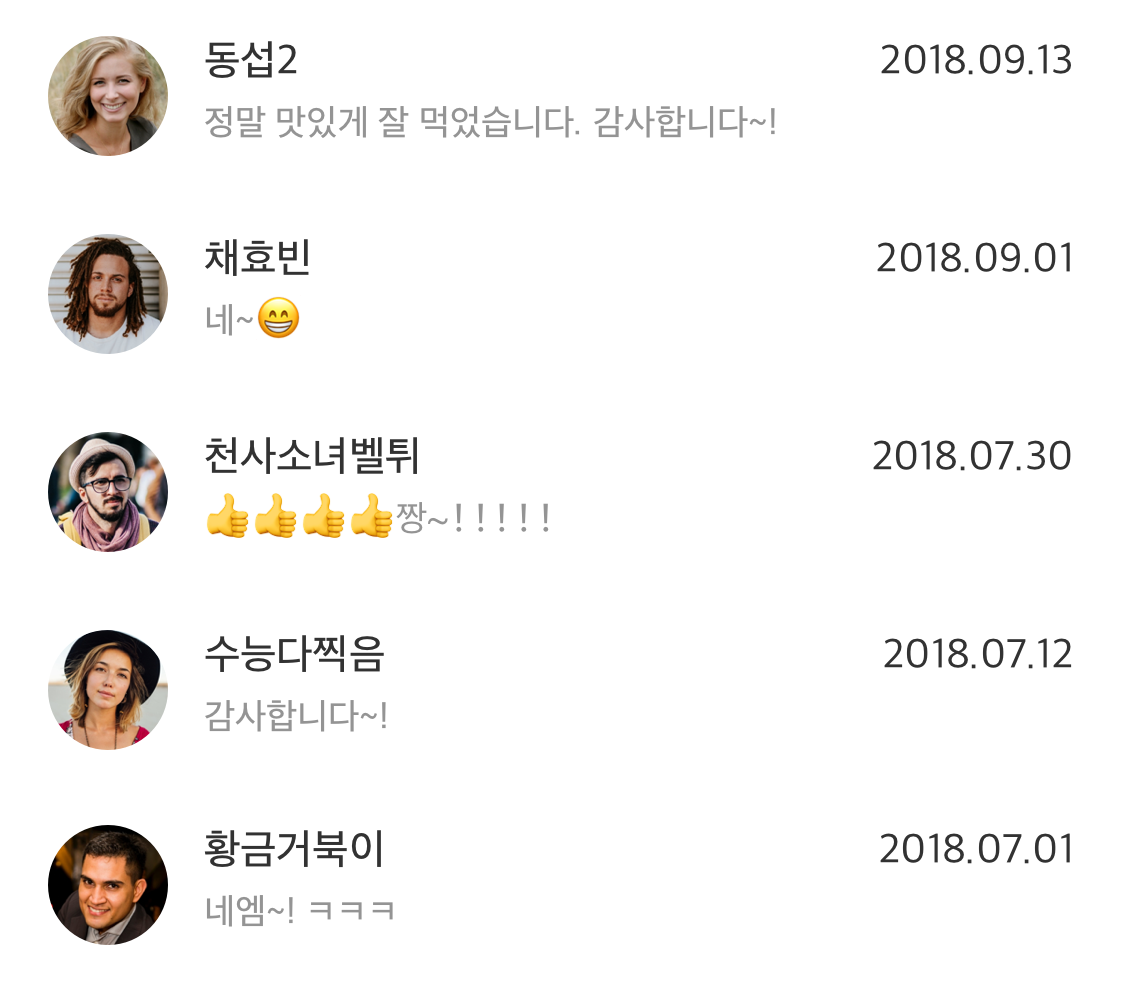 동섭2 2018.09.13
정말 맛있게 잘 먹었습니다. 감사합니다~!
채효빈 2018.09.01
네~😁
천사소녀벨튀 2018.07.30
👍👍👍👍짱~!!!!!
수능다찍음 2018.07.12
감사합니다~!
황금거북이 2018.07.01
네엠~! ㅋㅋㅋ